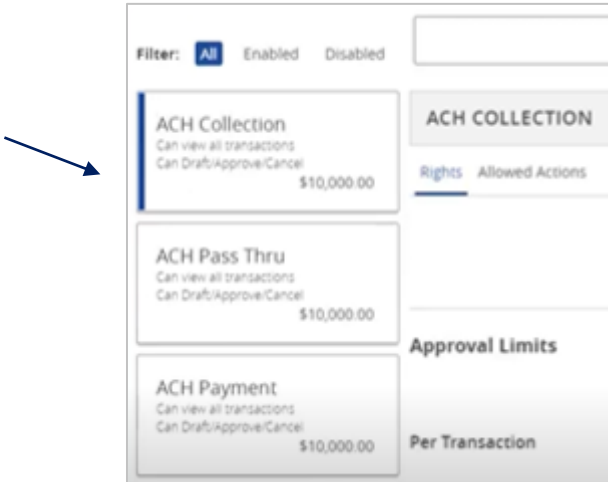 Filter: All Enabled Disabled
ACH Collection
Can view all transactions
Can Draft/Approve/Cancel
$10,000.00
ACH Pass Thru
Can view all transactions
Can Draft/Approve/Cancel
$10,000.00
ACH Payment
Can view all transactions
Can Draft/Approve/Cancel
$10,000.00
ACH COLLECTION
Rights Allowed Actions
Approval Limits
Per Transaction